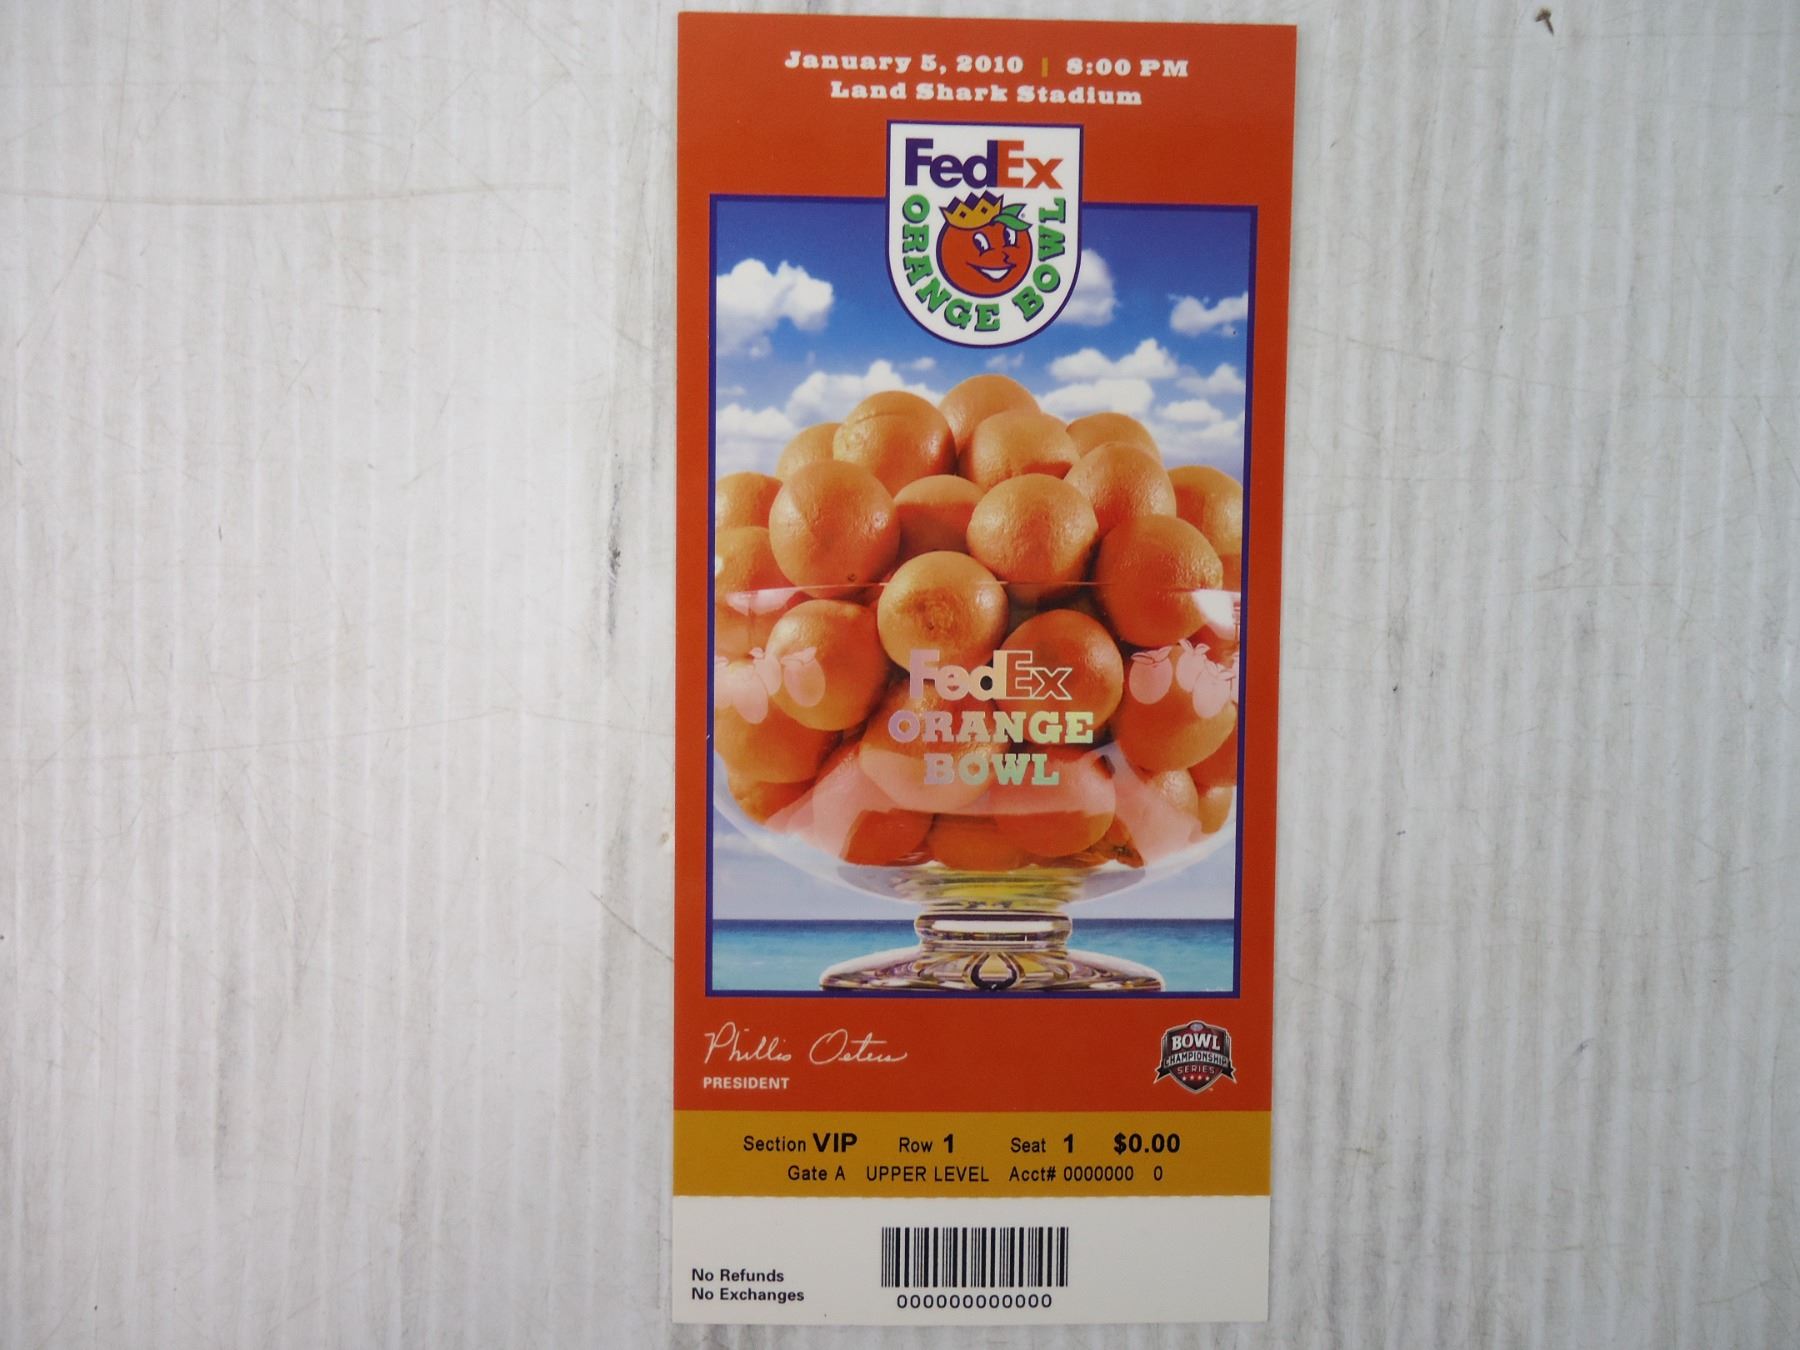 January 5, 2010 | 8:00 PM
Land Shark Stadium
FedEx
ORANGE BOWL
FedEx
ORANGE
BOWL
Phillis Oeters
PRESIDENT
BOWL
CHAMPIONSHIP
SERIES
Section VIP Row 1 Seat 1 $0.00
Gate A UPPER LEVEL Acct# 0000000 0
No Refunds
No Exchanges
000000000000